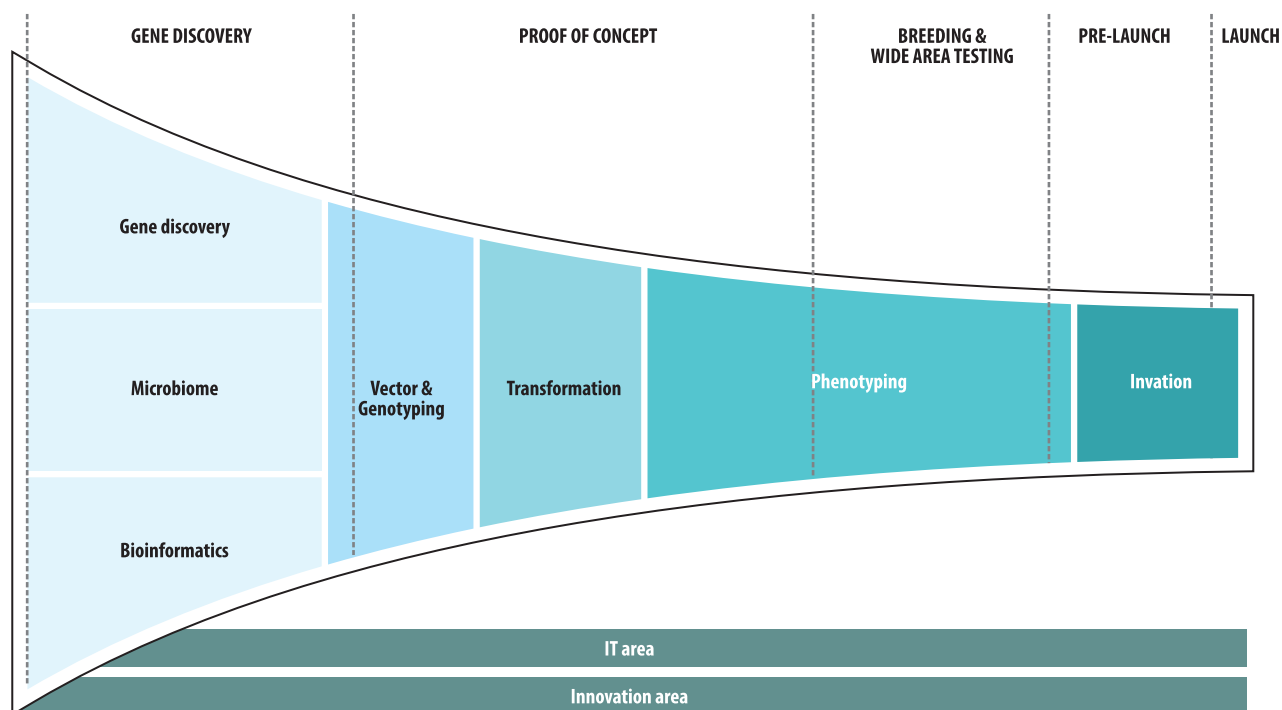 GENE DISCOVERY
PROOF OF CONCEPT
BREEDING &
WIDE AREA TESTING
PRE-LAUNCH
LAUNCH
Gene discovery
Microbiome
Bioinformatics
Vector &
Genotyping
Transformation
Phenotyping
Invation
IT area
Innovation area